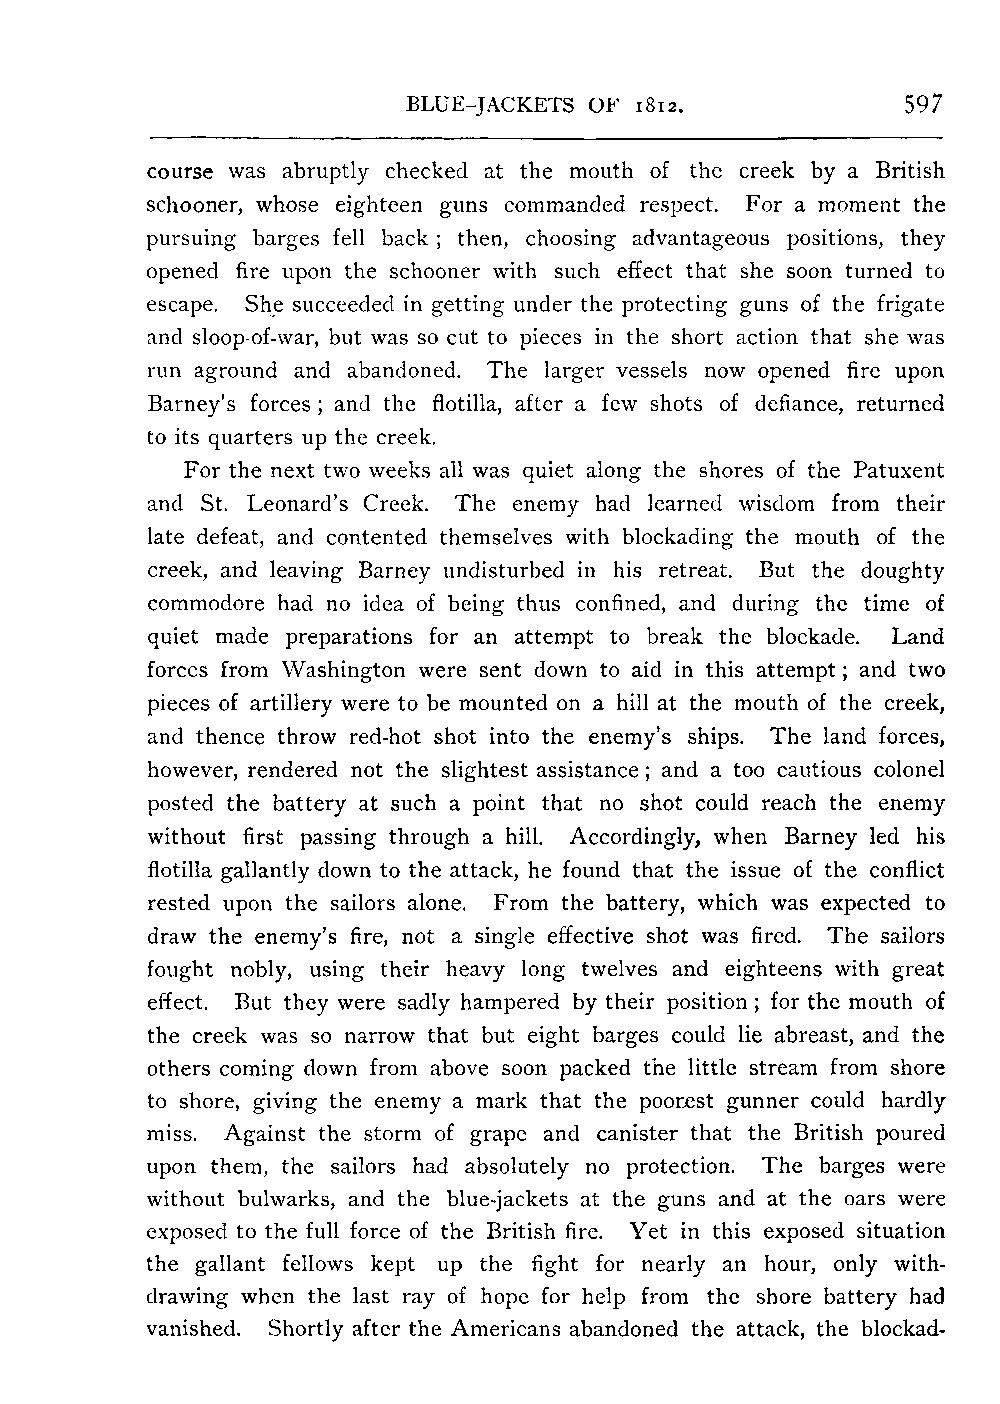 BLUE-JACKETS OF 1812. 597
course was abruptly checked at the mouth of the creek by a British
schooner, whose eighteen guns commanded respect. For a moment the
pursuing barges fell back ; then, choosing advantageous positions, they
opened fire upon the schooner with such effect that she soon turned to
escape. She succeeded in getting under the protecting guns of the frigate
and sloop-of-war, but was so cut to pieces in the short action that she was
run aground and abandoned. The larger vessels now opened fire upon
Barney's forces ; and the flotilla, after a few shots of defiance, returned
to its quarters up the creek.
For the next two weeks all was quiet along the shores of the Patuxent
and St. Leonard's Creek. The enemy had learned wisdom from their
late defeat, and contented themselves with blockading the mouth of the
creek, and leaving Barney undisturbed in his retreat. But the doughty
commodore had no idea of being thus confined, and during the time of
quiet made preparations for an attempt to break the blockade. Land
forces from Washington were sent down to aid in this attempt ; and two
pieces of artillery were to be mounted on a hill at the mouth of the creek,
and thence throw red-hot shot into the enemy's ships. The land forces,
however, rendered not the slightest assistance ; and a too cautious colonel
posted the battery at such a point that no shot could reach the enemy
without first passing through a hill. Accordingly, when Barney led his
flotilla gallantly down to the attack, he found that the issue of the conflict
rested upon the sailors alone. From the battery, which was expected to
draw the enemy's fire, not a single effective shot was fired. The sailors
fought nobly, using their heavy long twelves and eighteens with great
effect. But they were sadly hampered by their position ; for the mouth of
the creek was so narrow that but eight barges could lie abreast, and the
others coming down from above soon packed the little stream from shore
to shore, giving the enemy a mark that the poorest gunner could hardly
miss. Against the storm of grape and canister that the British poured
upon them, the sailors had absolutely no protection. The barges were
without bulwarks, and the blue-jackets at the guns and at the oars were
exposed to the full force of the British fire. Yet in this exposed situation
the gallant fellows kept up the fight for nearly an hour, only with-
drawing when the last ray of hope for help from the shore battery had
vanished. Shortly after the Americans abandoned the attack, the blockad-